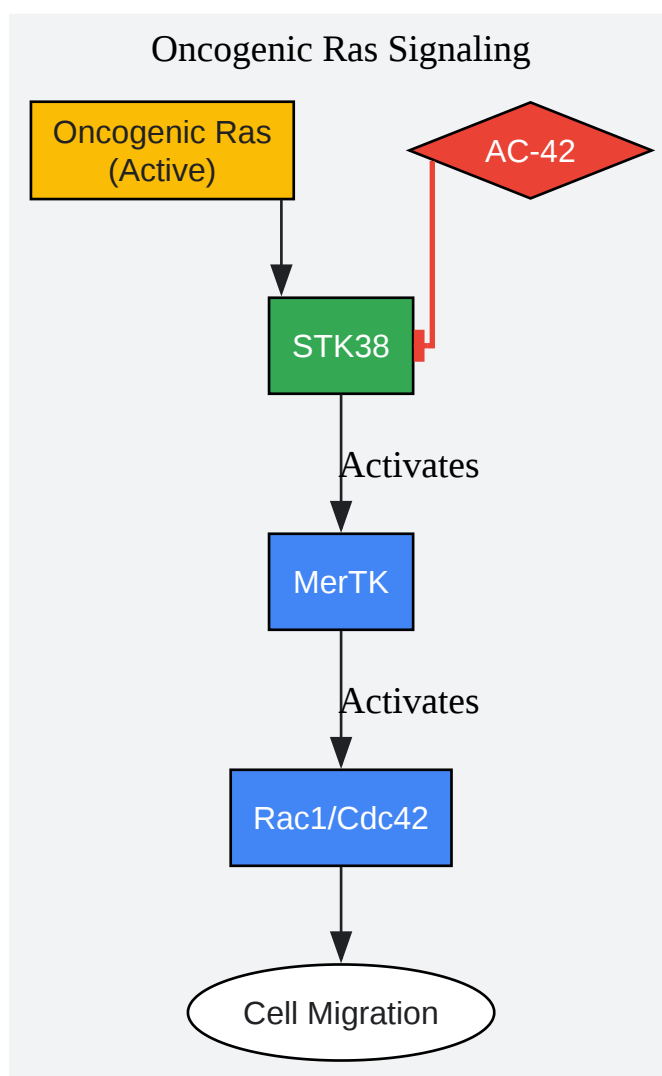 Oncogenic Ras Signaling
Oncogenic Ras
(Active)
AC-42
STK38
Activates
MerTK
Activates
Rac1/Cdc42
Cell Migration